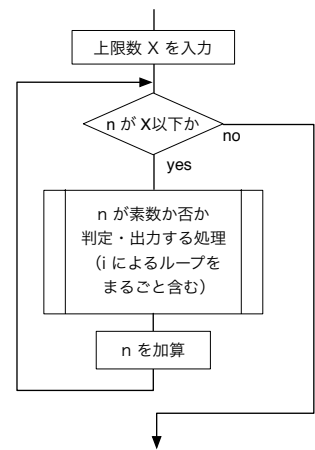 上限数 X を入力
n が X以下か
no
yes
n が素数か否か
判定・出力する処理
（i によるループを
まるごと含む）
n を加算